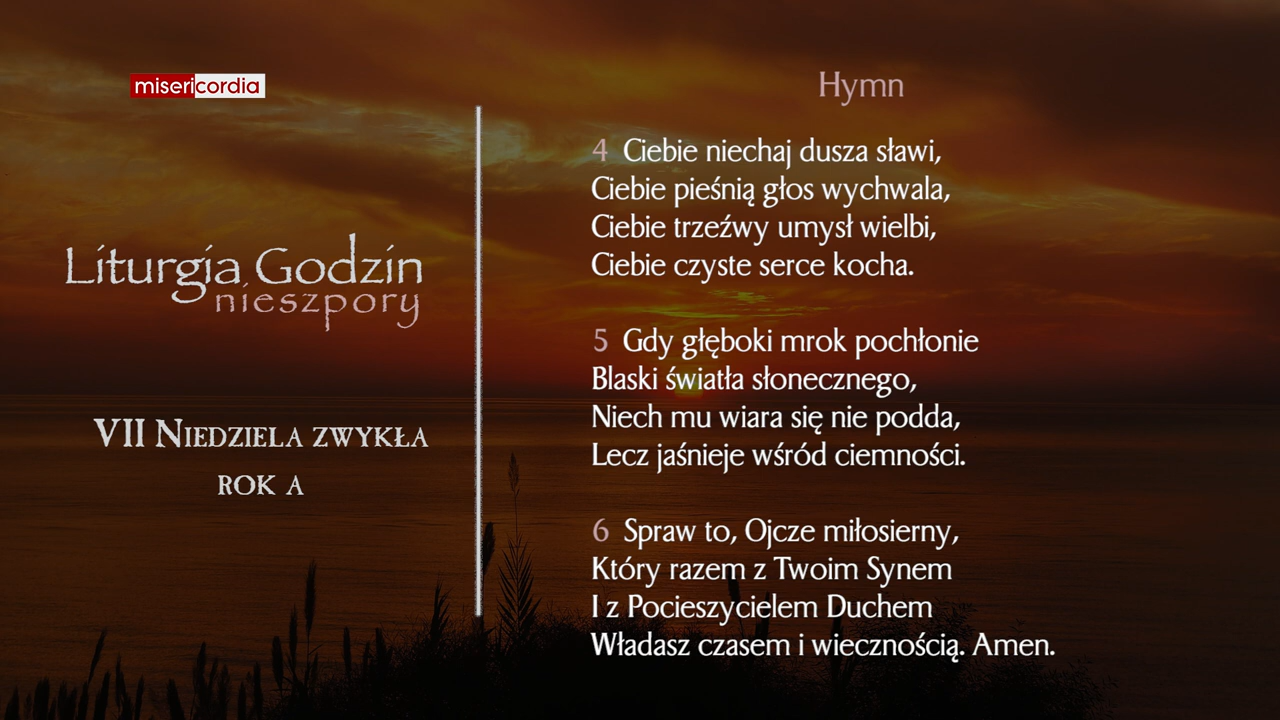 misericordia
Liturgia Godzin
nieszpory
VII Niedziela zwykła
rok A
Hymn
4 Ciebie niechaj dusza sławi,
Ciebie pieśnią głos wychwala,
Ciebie trzeźwy umysł wielbi,
Ciebie czyste serce kocha.
5 Gdy głęboki mrok pochłonie
Blaski światła słonecznego,
Niech mu wiara się nie podda,
Lecz jaśnieje wśród ciemności.
6 Spraw to, Ojcze miłosierny,
Który razem z Twoim Synem
I z Pocieszycielem Duchem
Władasz czasem i wiecznością. Amen.